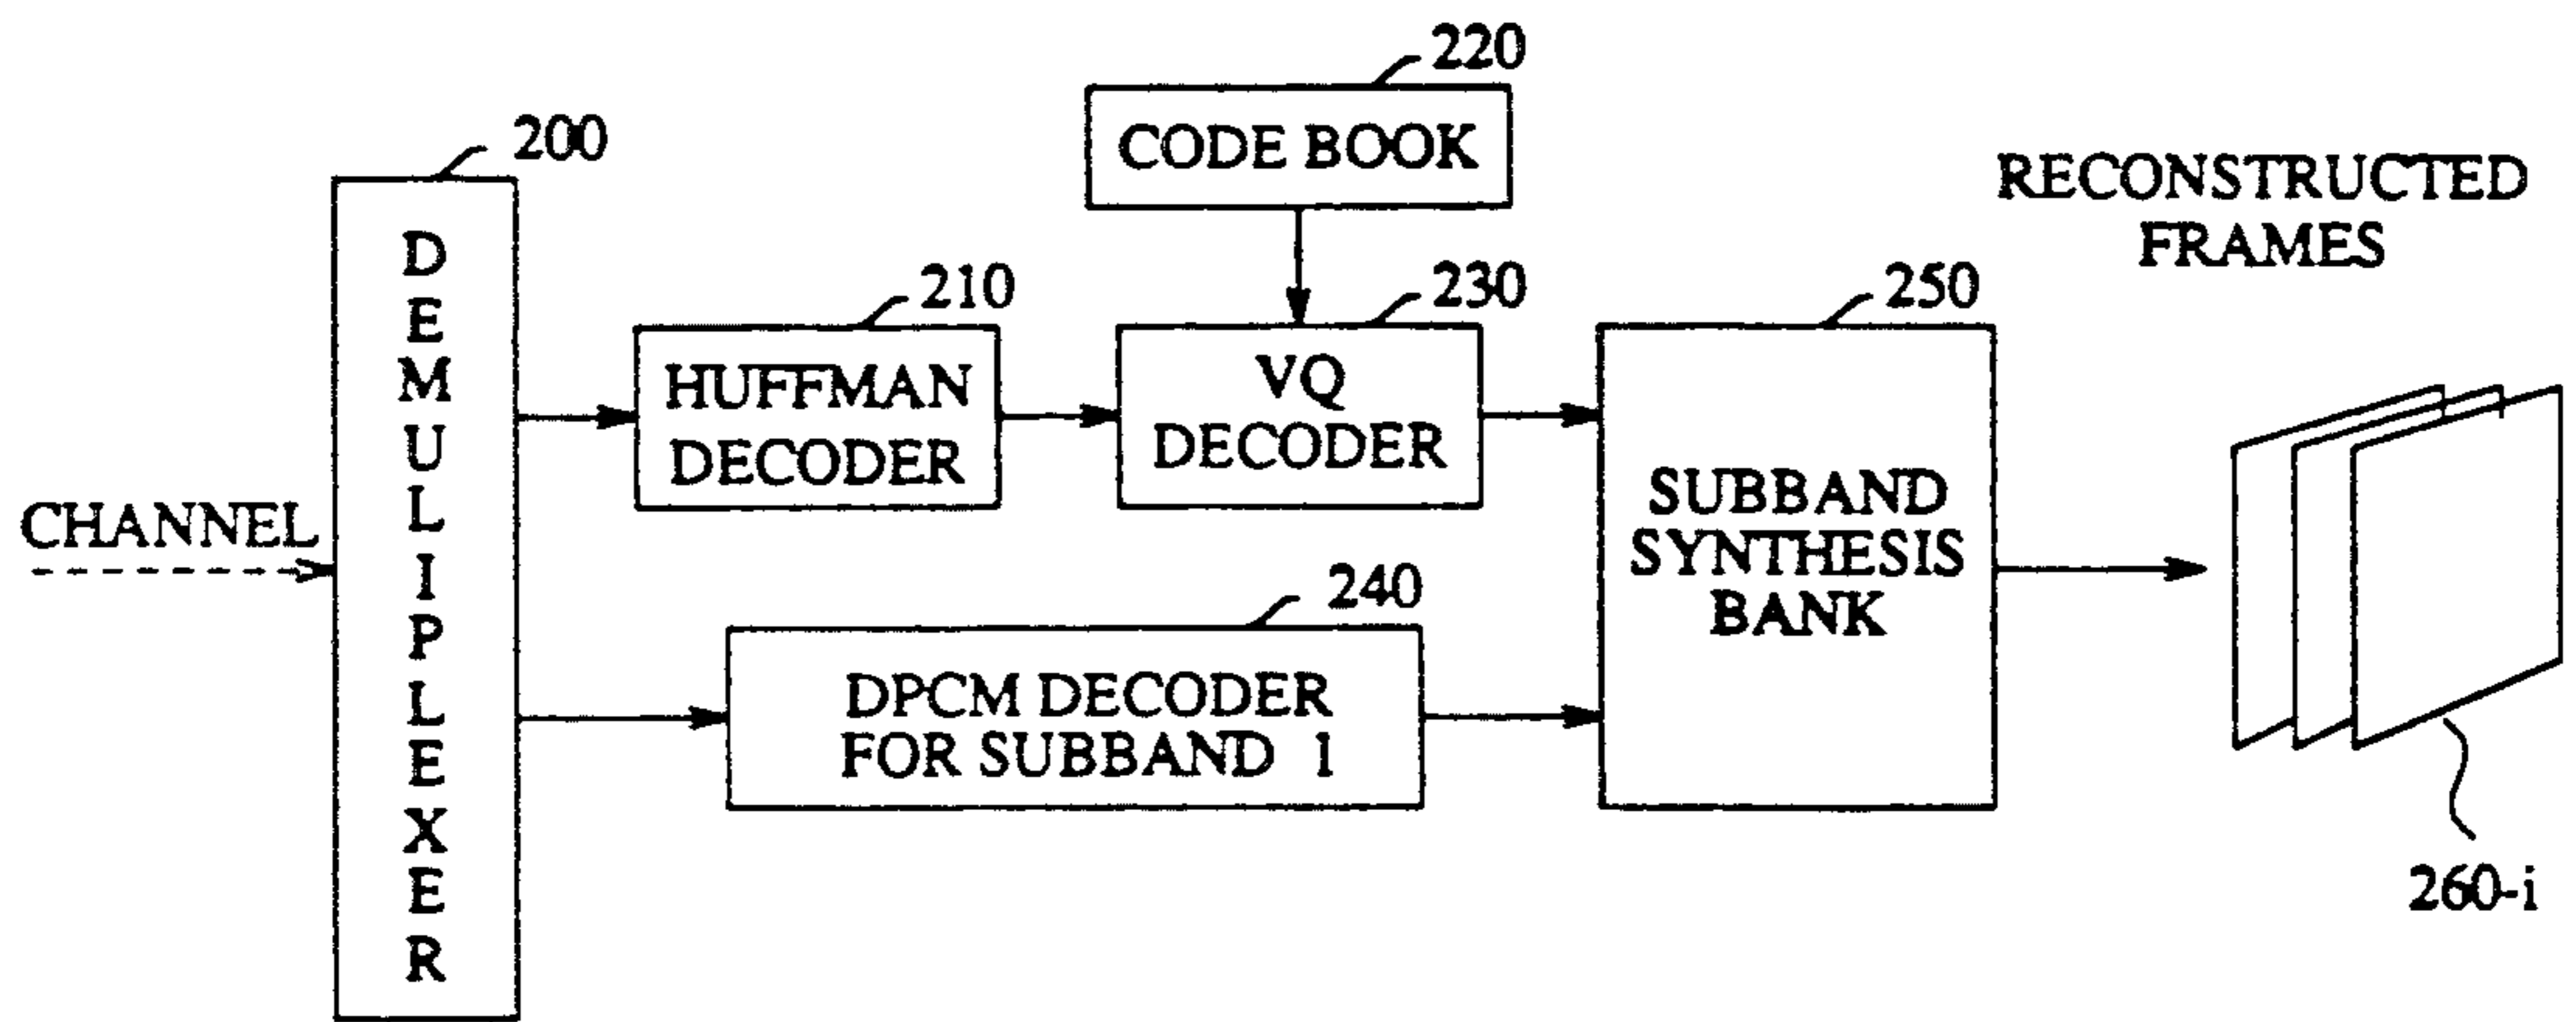 220
CODE BOOK
200
RECONSTRUCTED
FRAMES
DEMULIPLEXER
210
HUFFMAN
DECODER
230
VQ
DECODER
250
SUBBAND
SYNTHESIS
BANK
CHANNEL
240
DPCM DECODER
FOR SUBBAND 1
260-i